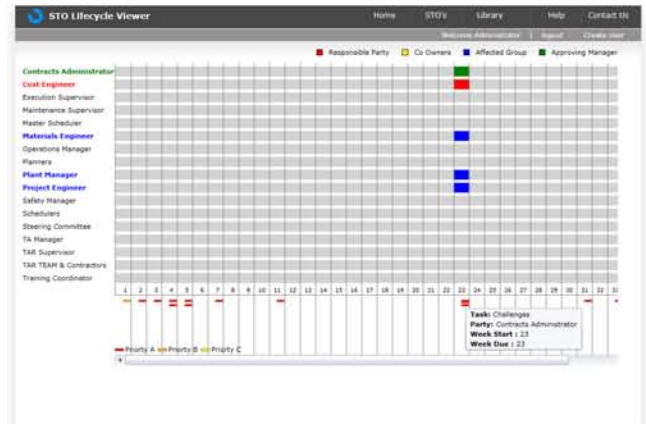 STO Lifecycle Viewer
Home STO's Library Help Contact Us
Welcome Administrator | logout Create User
Responsible Party Co Owners Affected Group Approving Manager
Contracts Administrator
Cost Engineer
Execution Supervisor
Maintenance Supervisor
Master Scheduler
Materials Engineer
Operations Manager
Planners
Plant Manager
Project Engineer
Safety Manager
Schedulers
Steering Committee
TA Manager
TAR Supervisor
TAR TEAM & Contractors
Training Coordinator
1 2 3 4 5 6 7 8 9 10 11 12 13 14 15 16 17 18 19 20 21 22 23 24 25 26 27 28 29 30 31 32 33
Task: Challenges
Party: Contracts Administrator
Week Start : 23
Week Due : 23
Priority A Priority B Priority C